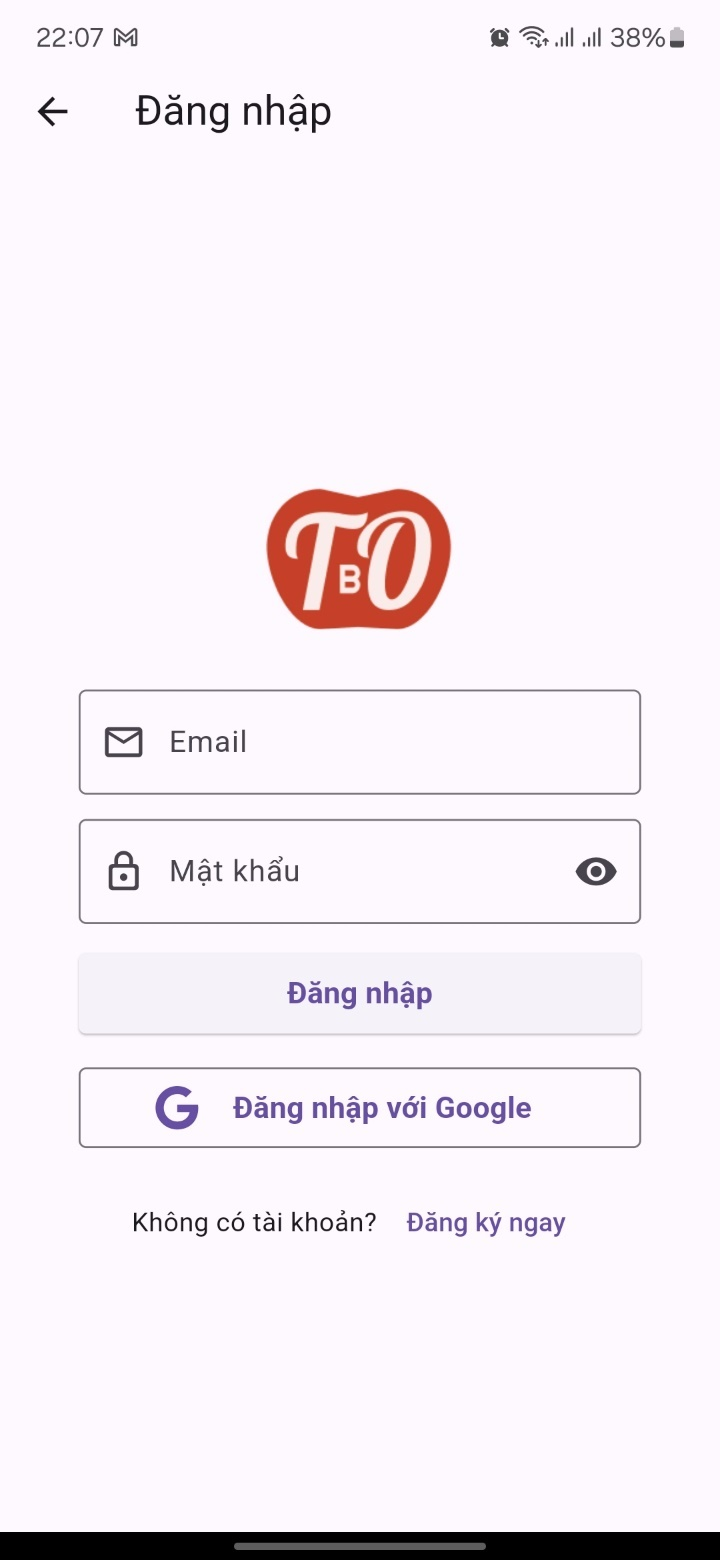 22:07
38%
Đăng nhập
TBO
Email
Mật khẩu
Đăng nhập
Đăng nhập với Google
Không có tài khoản? Đăng ký ngay